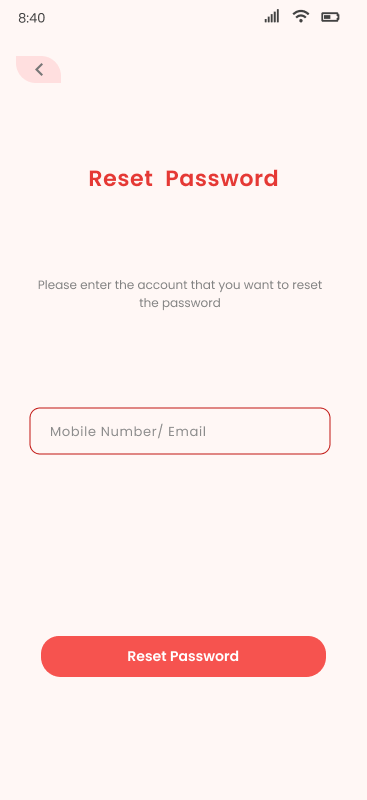 8:40
Reset Password
Please enter the account that you want to reset
the password
Mobile Number/ Email
Reset Password